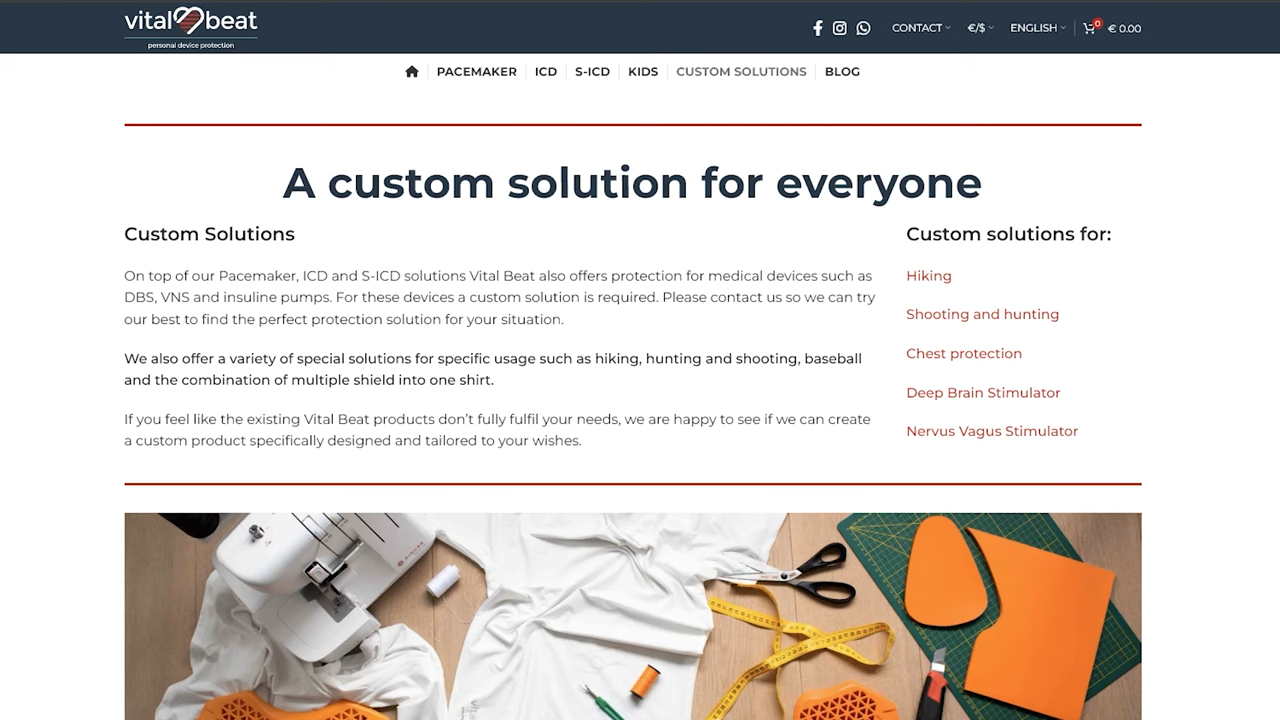 vital beat
personal device protection
CONTACT
€/$
ENGLISH
0
€ 0.00
PACEMAKER
ICD
S-ICD
KIDS
CUSTOM SOLUTIONS
BLOG
A custom solution for everyone
Custom Solutions
On top of our Pacemaker, ICD and S-ICD solutions Vital Beat also offers protection for medical devices such as
DBS, VNS and insuline pumps. For these devices a custom solution is required. Please contact us so we can try
our best to find the perfect protection solution for your situation.
We also offer a variety of special solutions for specific usage such as hiking, hunting and shooting, baseball
and the combination of multiple shield into one shirt.
If you feel like the existing Vital Beat products don’t fully fulfil your needs, we are happy to see if we can create
a custom product specifically designed and tailored to your wishes.
Custom solutions for:
Hiking
Shooting and hunting
Chest protection
Deep Brain Stimulator
Nervus Vagus Stimulator